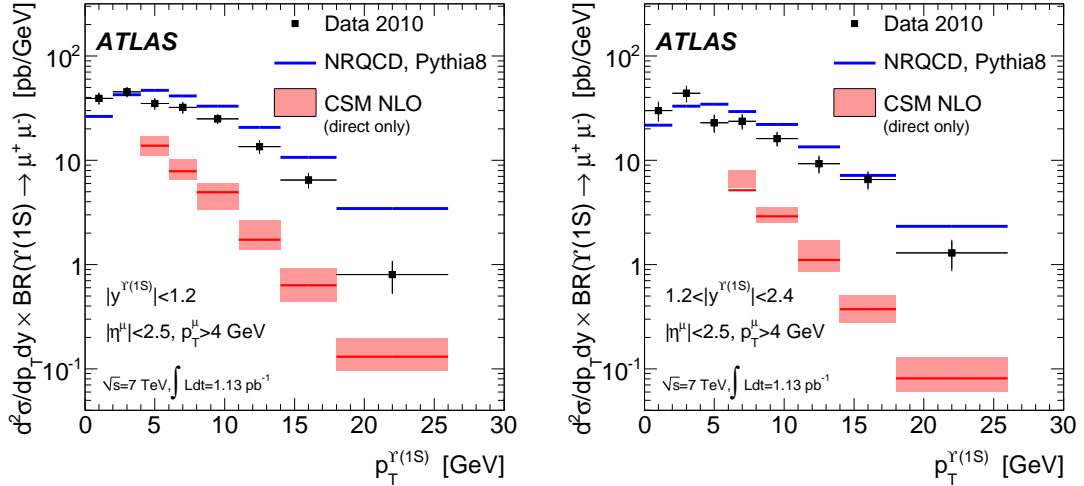 d²σ/dp_T dy × BR(ϒ(1S) → μ⁺ μ⁻) [pb/GeV]
10²
10
1
10⁻¹
ATLAS
Data 2010
NRQCD, Pythia8
CSM NLO
(direct only)
|y^ϒ(1S)|<1.2
|η^μ|<2.5, p_T^μ>4 GeV
√s=7 TeV, ∫ Ldt=1.13 pb⁻¹
0 5 10 15 20 25 30
p_T^ϒ(1S) [GeV]
d²σ/dp_T dy × BR(ϒ(1S) → μ⁺ μ⁻) [pb/GeV]
10²
10
1
10⁻¹
ATLAS
Data 2010
NRQCD, Pythia8
CSM NLO
(direct only)
1.2<|y^ϒ(1S)|<2.4
|η^μ|<2.5, p_T^μ>4 GeV
√s=7 TeV, ∫ Ldt=1.13 pb⁻¹
0 5 10 15 20 25 30
p_T^ϒ(1S) [GeV]